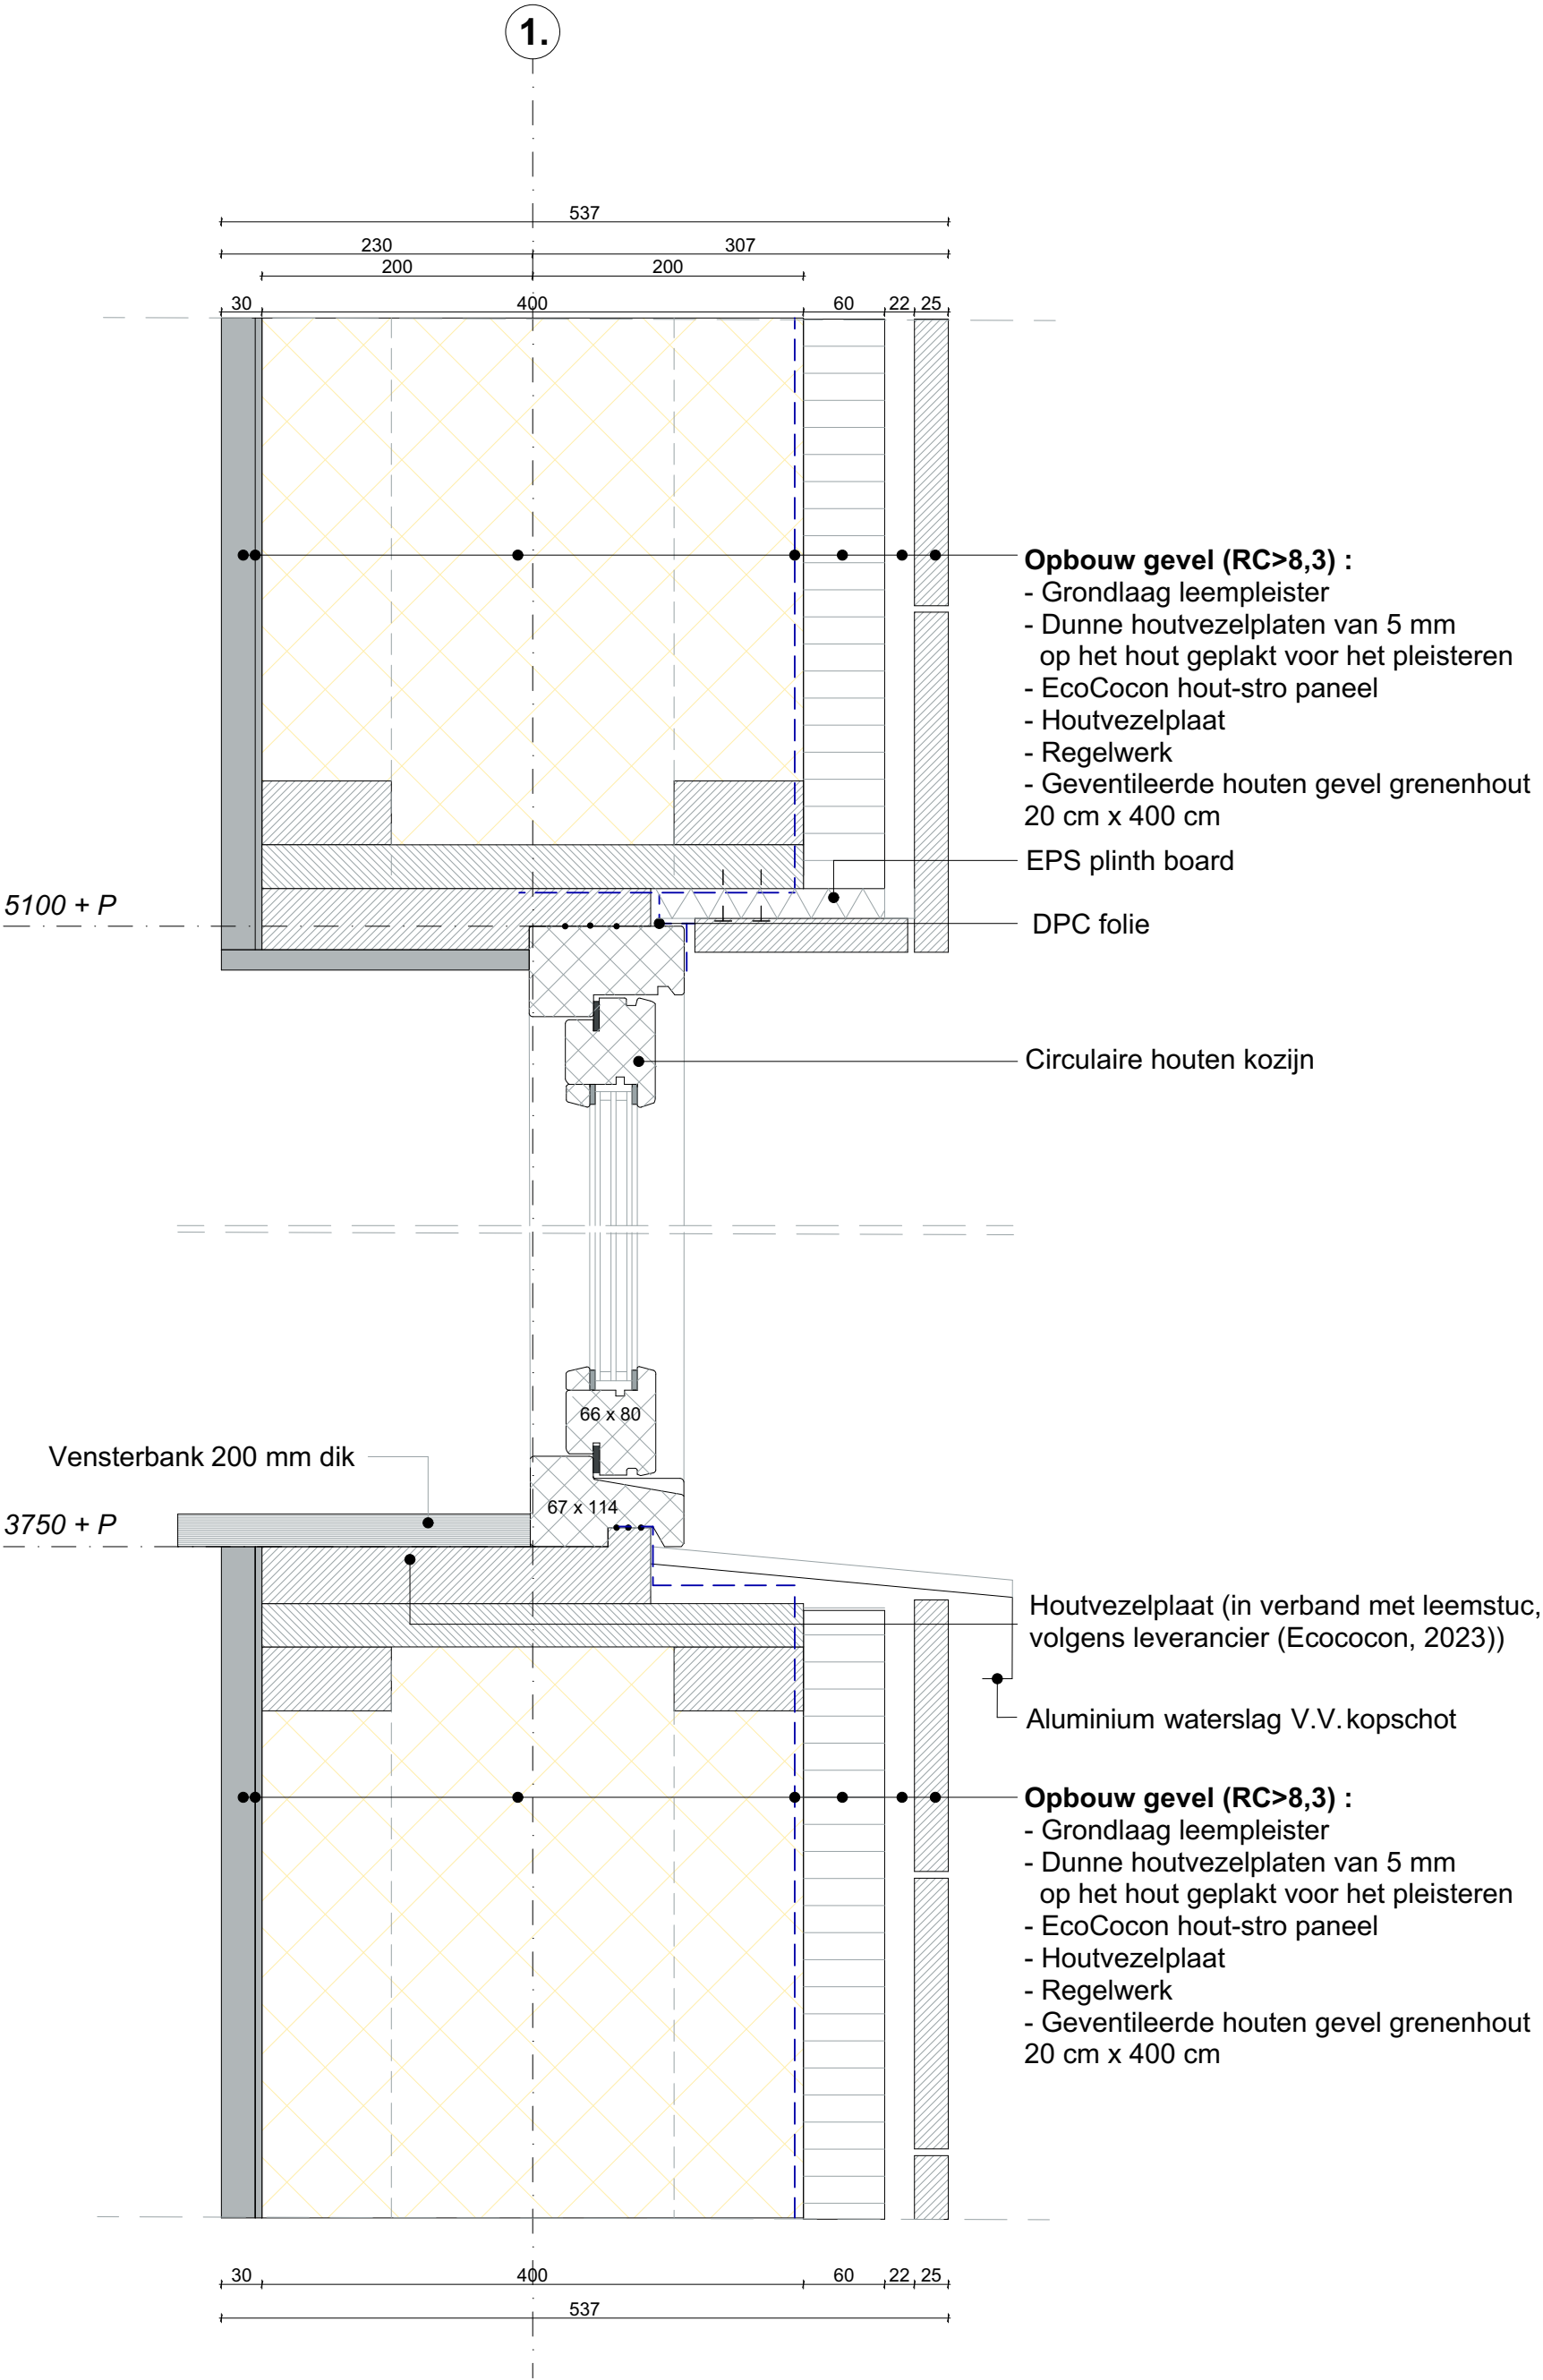 1.
537
230 307
200 200
30 400 60 22 25
Opbouw gevel (RC>8,3) :
- Grondlaag leempleister
- Dunne houtvezelplaten van 5 mm
op het hout geplakt voor het pleisteren
- EcoCocon hout-stro paneel
- Houtvezelplaat
- Regelwerk
- Geventileerde houten gevel grenenhout
20 cm x 400 cm
EPS plinth board
5100 + P
DPC folie
Circulaire houten kozijn
66 x 80
Vensterbank 200 mm dik
67 x 114
3750 + P
Houtvezelplaat (in verband met leemstuc,
volgens leverancier (Ecococon, 2023))
Aluminium waterslag V.V. kopschot
Opbouw gevel (RC>8,3) :
- Grondlaag leempleister
- Dunne houtvezelplaten van 5 mm
op het hout geplakt voor het pleisteren
- EcoCocon hout-stro paneel
- Houtvezelplaat
- Regelwerk
- Geventileerde houten gevel grenenhout
20 cm x 400 cm
30 400 60 22 25
537